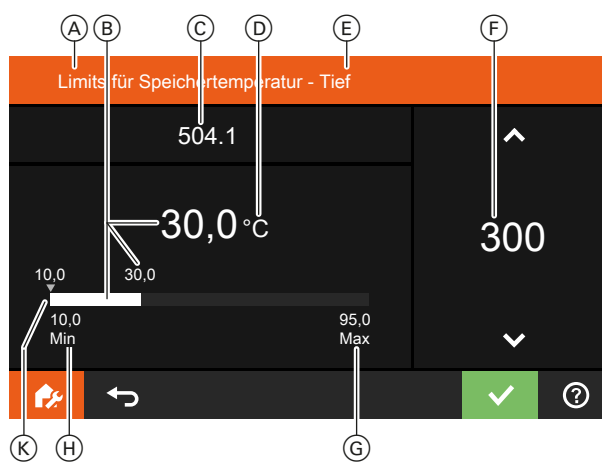 A B C D E F
Limits für Speichertemperatur - Tief
504.1
30,0 °C
300
10,0 30,0
10,0 95,0
Min Max
?
K H G